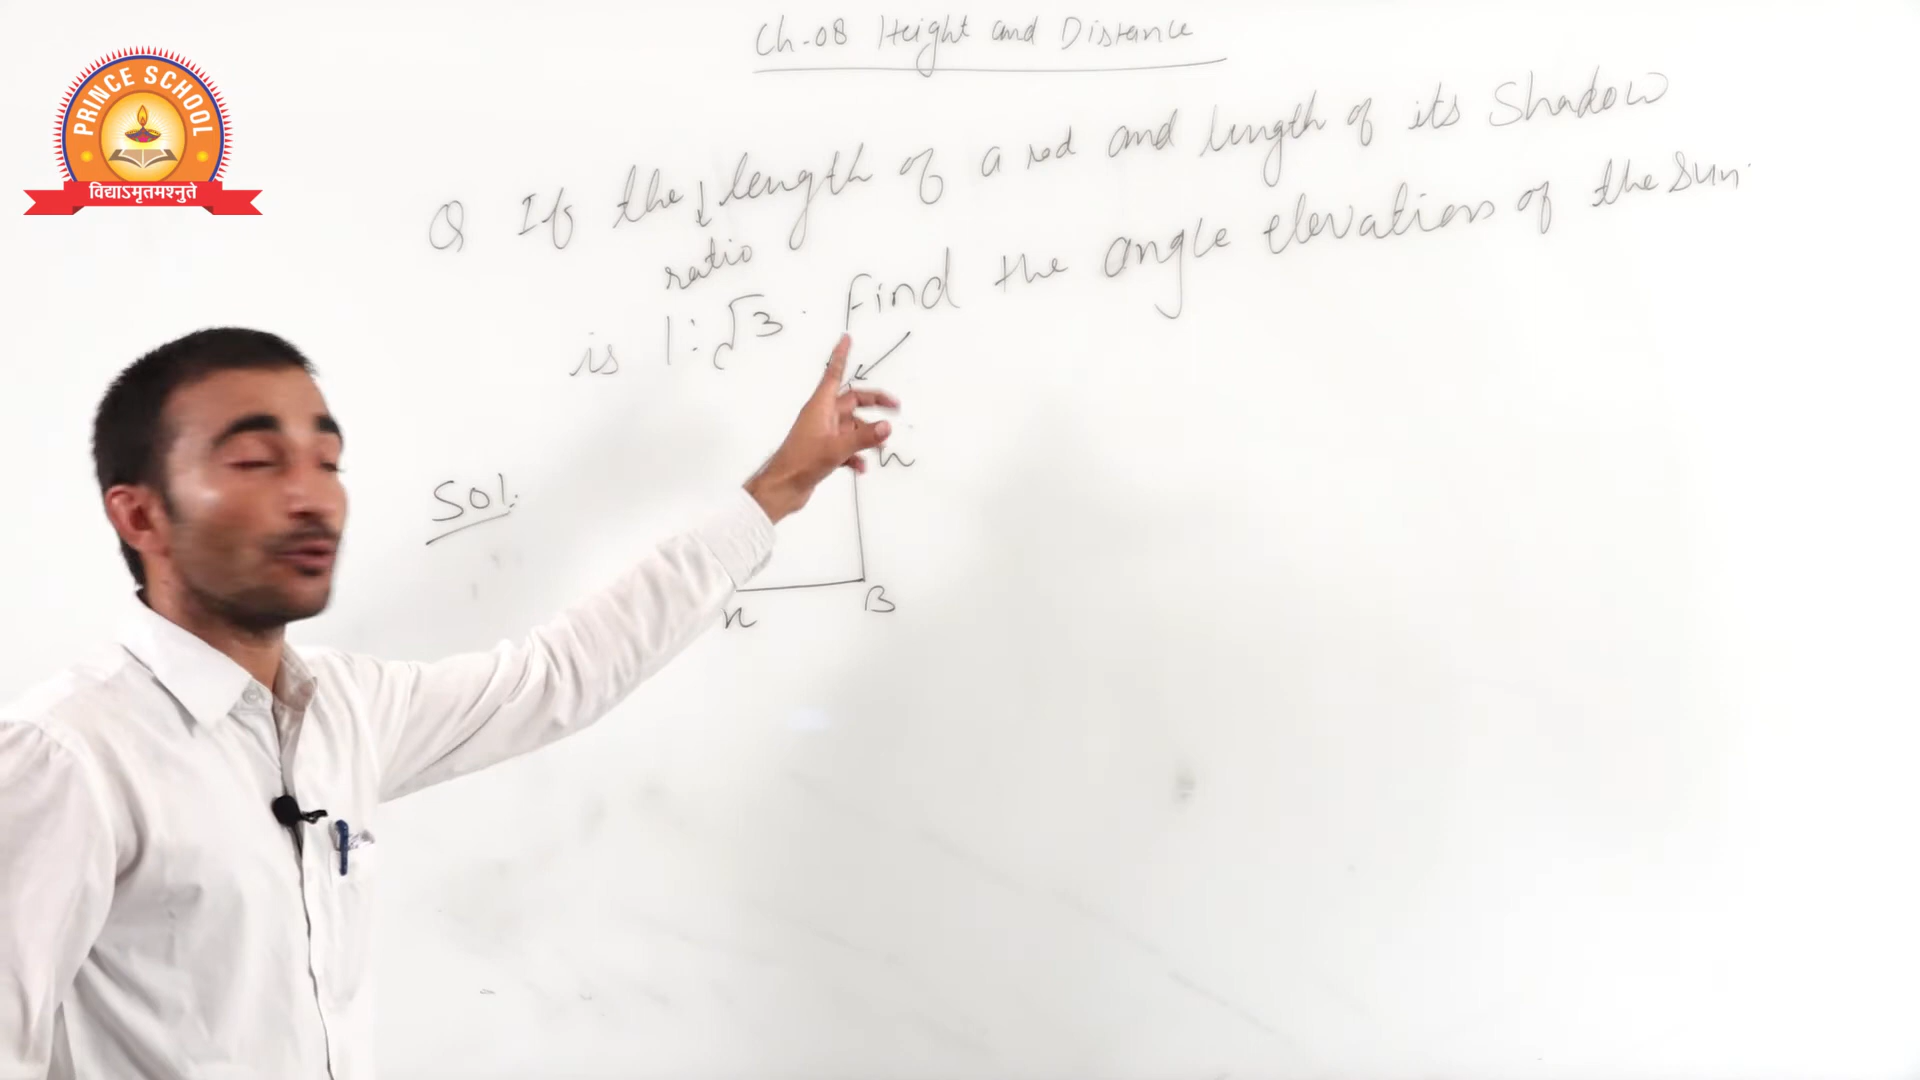 PRINCE SCHOOL
विद्याऽमृतमश्नुते
Ch-08 Height and Distance
Q If the length of a rod and length of its Shadow
ratio
is 1:√3. Find the angle elevation of the Sun.
Sol:
h
x
B